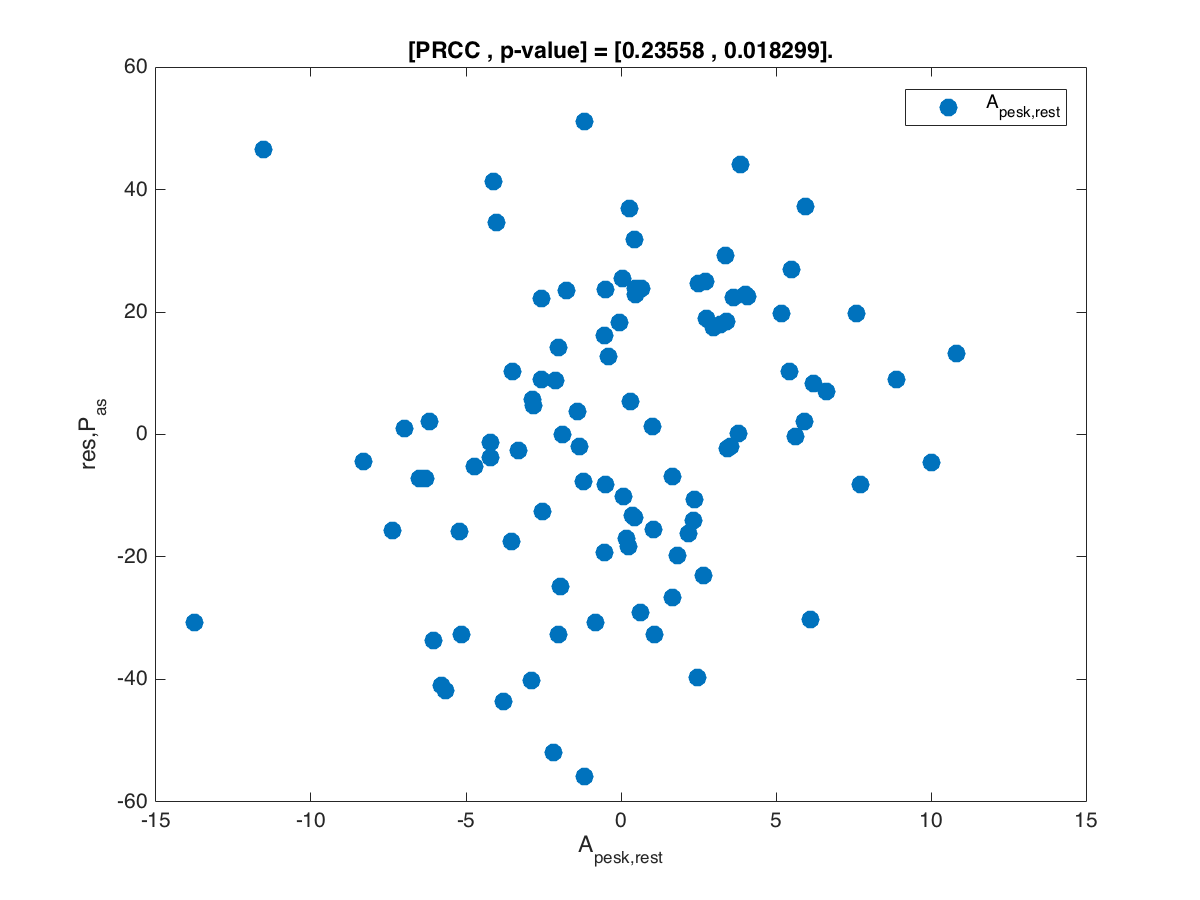 [PRCC , p-value] = [0.23558 , 0.018299].
60
40
20
0
-20
-40
-60
res,P_as
A_pesk,rest
-15 -10 -5 0 5 10 15
A_pesk,rest